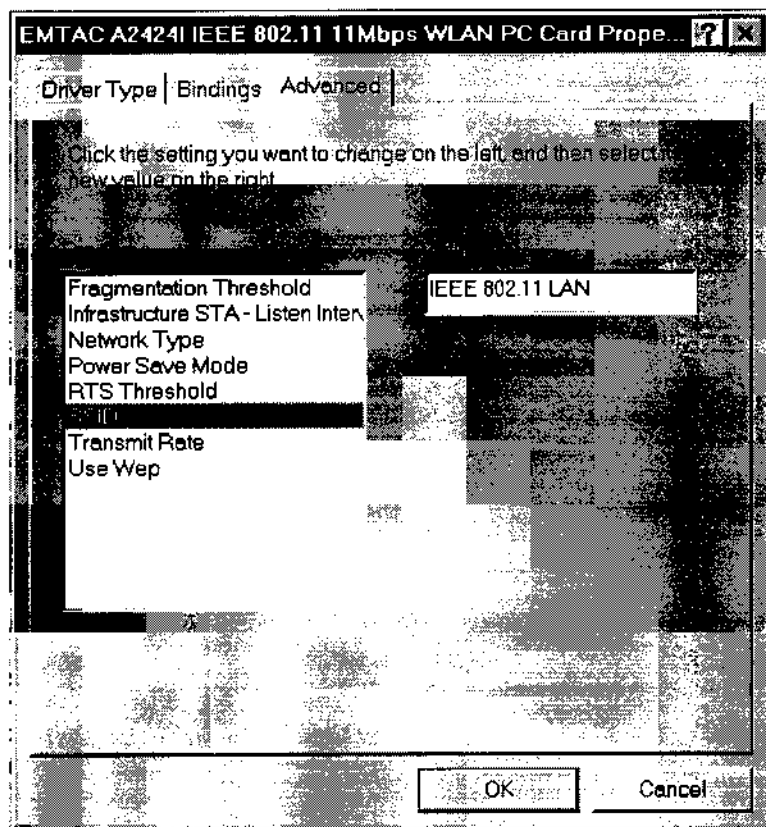 EMTAC A2424I IEEE 802.11 11Mbps WLAN PC Card Prope...
Driver Type
Bindings
Advanced
Click the setting you want to change on the left, and then select
new value on the right.
Fragmentation Threshold
Infrastructure STA - Listen Interv
Network Type
Power Save Mode
RTS Threshold
Transmit Rate
Use Wep
IEEE 802.11 LAN
OK
Cancel